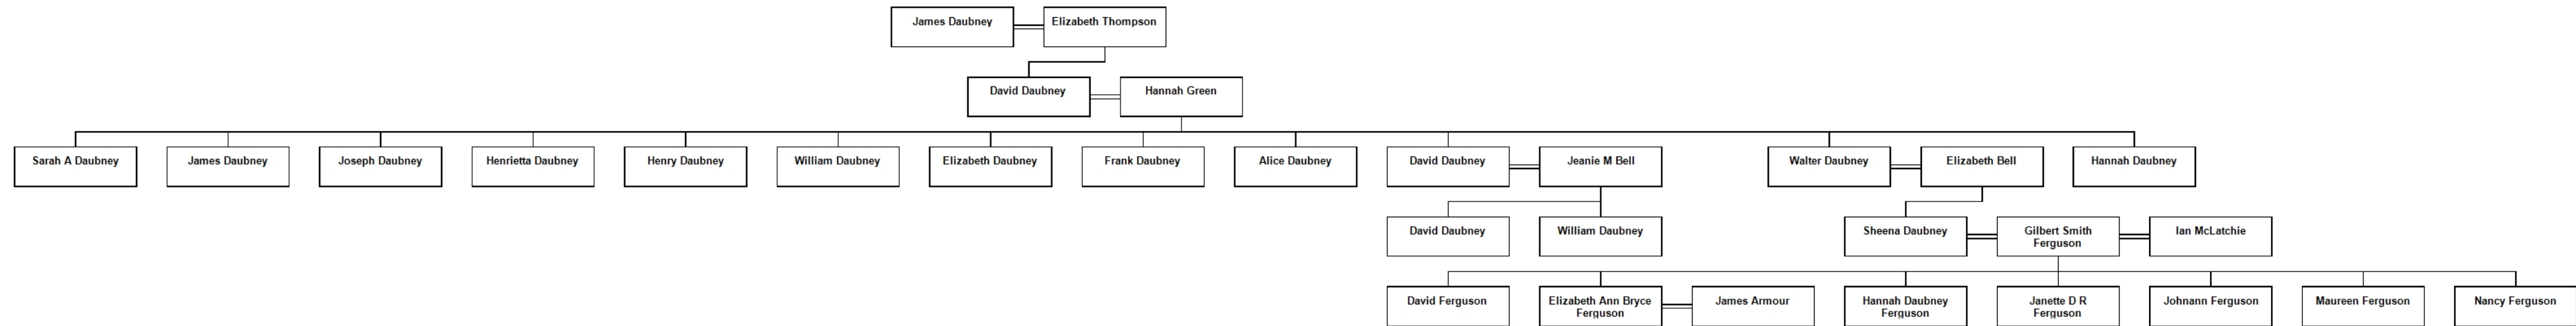 James Daubney
Elizabeth Thompson
David Daubney
Hannah Green
Sarah A Daubney
James Daubney
Joseph Daubney
Henrietta Daubney
Henry Daubney
William Daubney
Elizabeth Daubney
Frank Daubney
Alice Daubney
David Daubney
Jeanie M Bell
Walter Daubney
Elizabeth Bell
Hannah Daubney
David Daubney
William Daubney
Sheena Daubney
Gilbert Smith
Ferguson
Ian McLatchie
David Ferguson
Elizabeth Ann Bryce
Ferguson
James Armour
Hannah Daubney
Ferguson
Janette D R
Ferguson
Johnann Ferguson
Maureen Ferguson
Nancy Ferguson